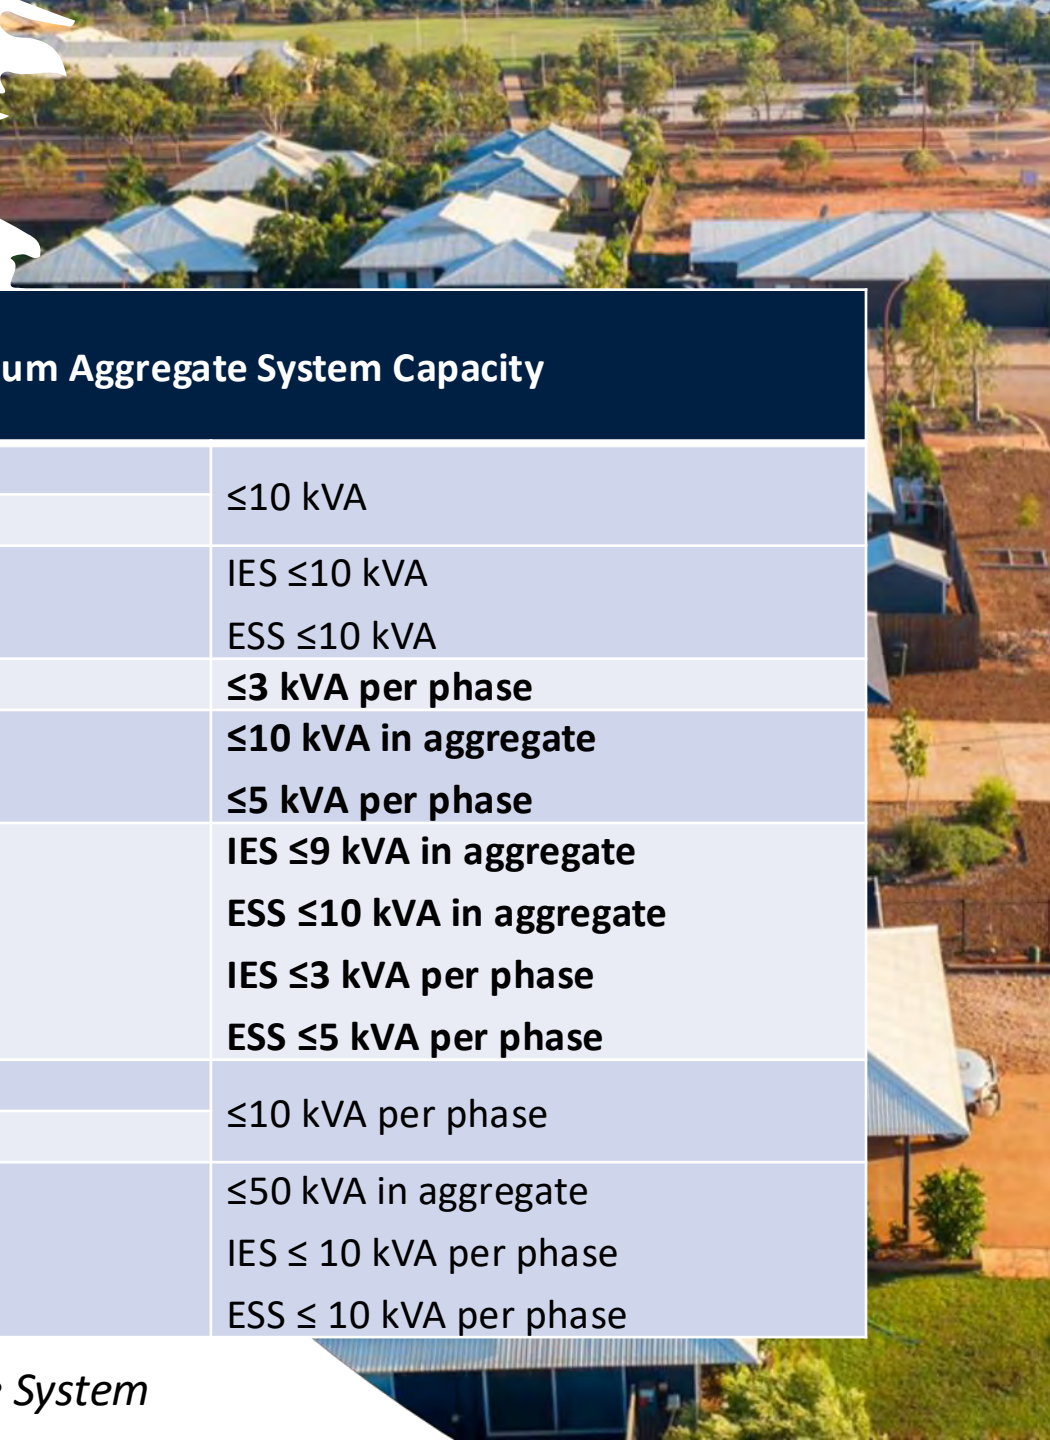 um Aggregate System Capacity
≤10 kVA
IES ≤10 kVA
ESS ≤10 kVA
≤3 kVA per phase
≤10 kVA in aggregate
≤5 kVA per phase
IES ≤9 kVA in aggregate
ESS ≤10 kVA in aggregate
IES ≤3 kVA per phase
ESS ≤5 kVA per phase
≤10 kVA per phase
≤50 kVA in aggregate
IES ≤ 10 kVA per phase
ESS ≤ 10 kVA per phase
System